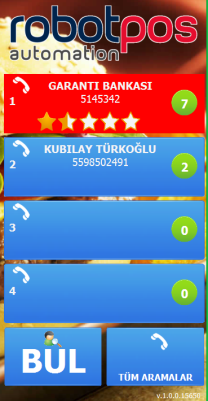 robotpos
automation
1
GARANTI BANKASI
5145342
7
2
KUBILAY TÜRKOĞLU
5598502491
2
3
0
4
0
BUL
TÜM ARAMALAR
v.1.0.0.15650